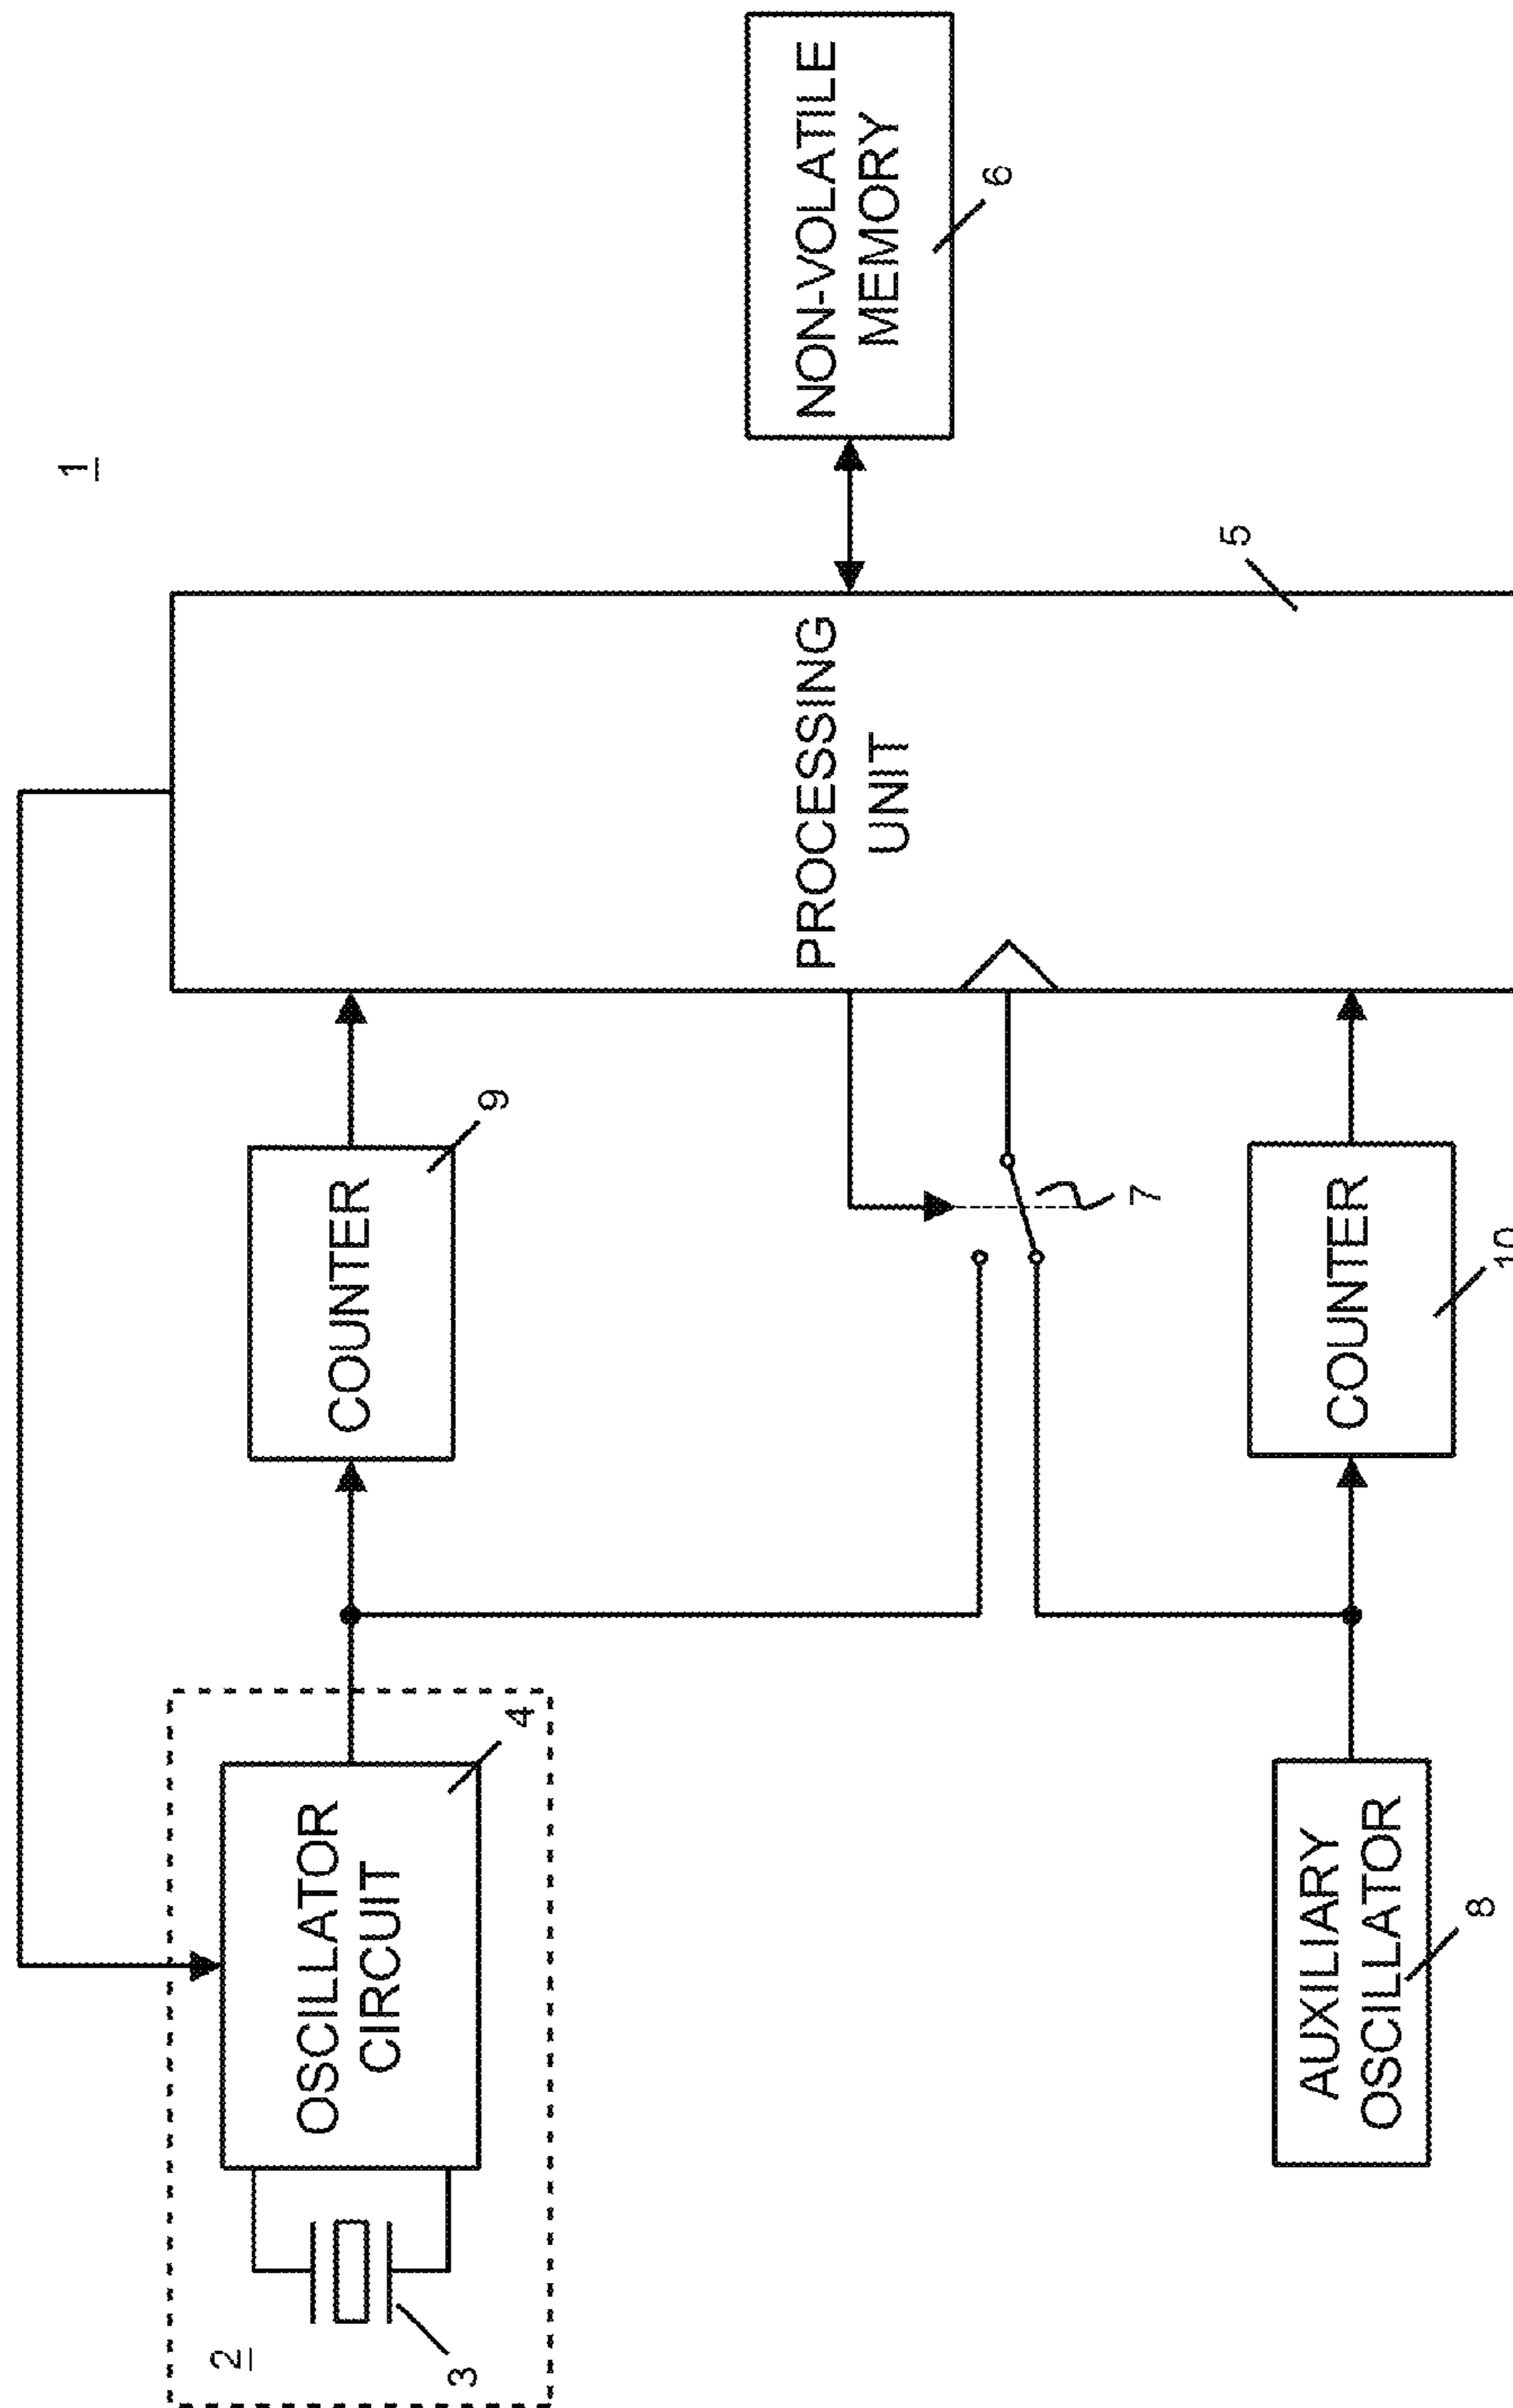 1
2
OSCILLATOR
CIRCUIT
COUNTER
3
4
9
PROCESSING
UNIT
NON-VOLATILE
MEMORY
6
7
5
AUXILIARY
OSCILLATOR
COUNTER
8
10